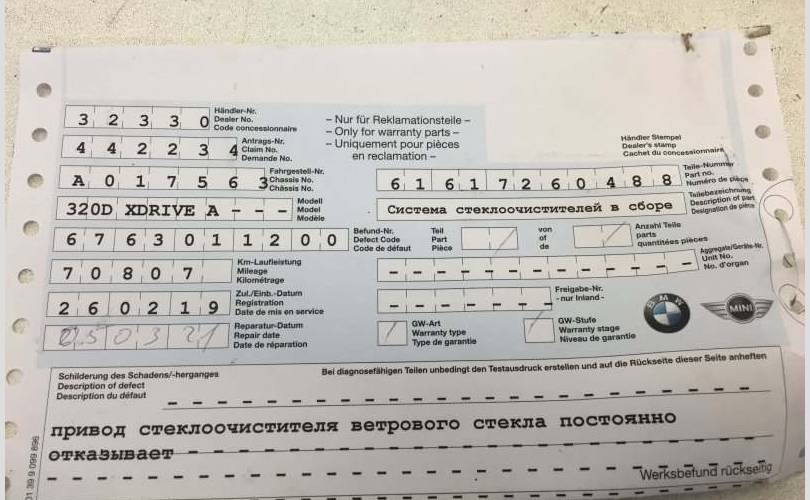 3 2 3 3 0 Händler-Nr. Dealer No. Code concessionnaire
– Nur für Reklamationsteile –
– Only for warranty parts –
– Uniquement pour pièces
en reclamation –
Händler Stempel
Dealer's stamp
Cachet du concessionnaire
4 4 2 2 3 4 Antrags-Nr. Claim No. Demande No.
A 0 1 7 5 6 3 Fahrgestell-Nr. Chassis No. Châssis No.
6 1 6 1 7 2 6 0 4 8 8 Teile-Nummer Part no. Numéro de pièce
320D XDRIVE A - - - Modell Model Modèle
Система стеклоочистителей в сборе Teilebezeichnung Description of part Designation de pièce
6 7 6 3 0 1 1 2 0 0 Befund-Nr. Defect Code Code de défaut
Teil Part Pièce
von of de
Anzahl Teile parts quantitées pièces
7 0 8 0 7 Km-Laufleistung Mileage Kilométrage
- - - - - - - - - - - Aggregate/Geräte-Nr. Unit No. No. d'organ
2 6 0 2 1 9 Zul./Einb.-Datum Registration Date de mis en service
- - - - - - - Freigabe-Nr. -nur Inland-
BMW
MINI
0 5 0 3 2 1 Reparatur-Datum Repair date Date de réparation
GW-Art Warranty type Type de garantie
GW-Stufe Warranty stage Niveau de garantie
Schilderung des Schadens/-herganges
Description of defect
Description du défaut
Bei diagnosefähigen Teilen unbedingt den Testausdruck erstellen und auf die Rückseite dieser Seite anheften
привод стеклоочистителя ветрового стекла постоянно
отказывает
Werksbefund rückseitig
01 39 9 099 896